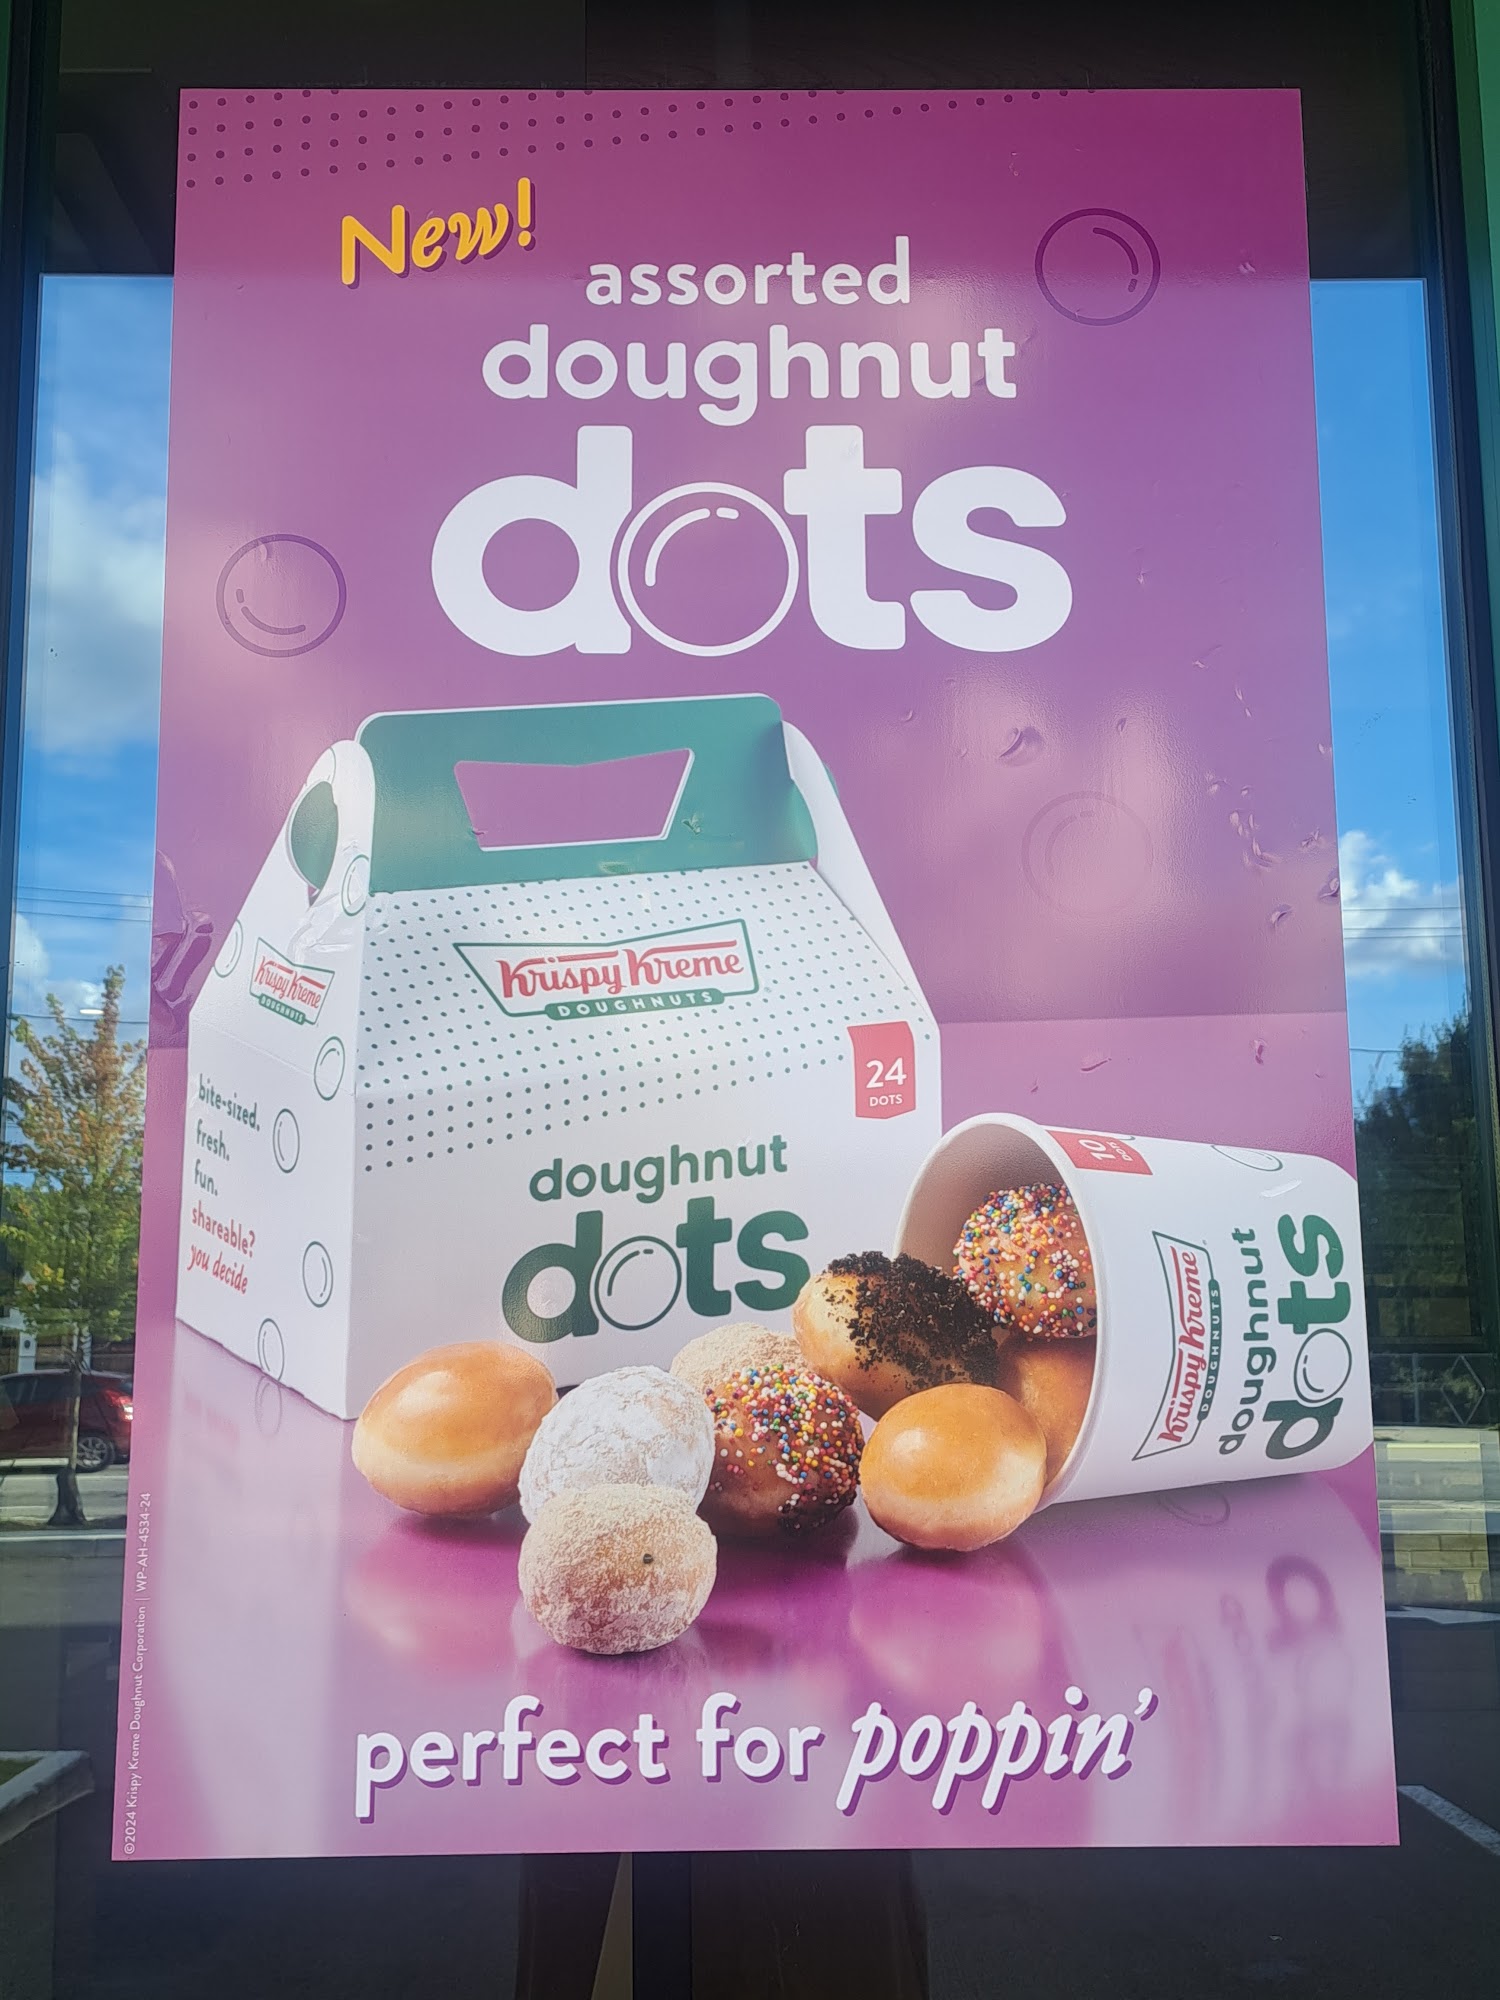 New!
assorted
doughnut
dots
Krispy Kreme
DOUGHNUTS
bite-sized.
fresh.
fun.
shareable?
you decide
Krispy Kreme
DOUGHNUTS
24
DOTS
doughnut
dots
10
DOTS
Krispy Kreme
DOUGHNUTS
doughnut
dots
perfect for poppin'
©2024 Krispy Kreme Doughnut Corporation | WP-AH-4534-24